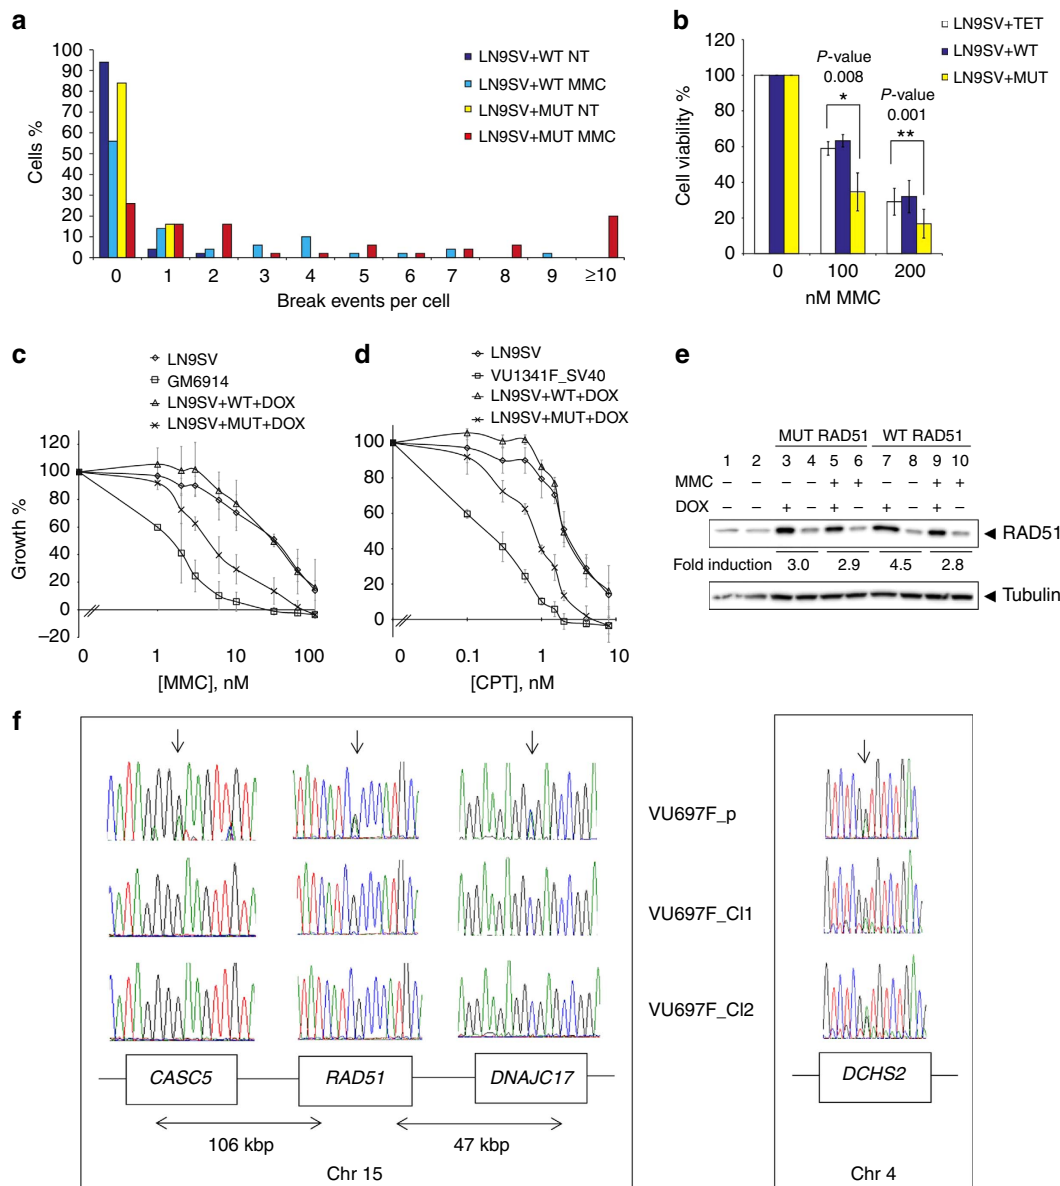 a
LN9SV+WT NT
LN9SV+WT MMC
LN9SV+MUT NT
LN9SV+MUT MMC
Cells %
100
90
80
70
60
50
40
30
20
10
0
0 1 2 3 4 5 6 7 8 9 ≥10
Break events per cell
b
LN9SV+TET
LN9SV+WT
LN9SV+MUT
Cell viability %
120
100
80
60
40
20
0
P-value
0.008
*
P-value
0.001
**
0 100 200
nM MMC
c
LN9SV
GM6914
LN9SV+WT+DOX
LN9SV+MUT+DOX
Growth %
120
100
80
60
40
20
0
−20
0 1 10 100
[MMC], nM
d
LN9SV
VU1341F_SV40
LN9SV+WT+DOX
LN9SV+MUT+DOX
100
80
60
40
20
0
0 0.1 1 10
[CPT], nM
e
MUT RAD51 WT RAD51
1 2 3 4 5 6 7 8 9 10
MMC − − − − + + − − + +
DOX − − + − + − + − + −
RAD51
Fold induction 3.0 2.9 4.5 2.8
Tubulin
f
VU697F_p
VU697F_Cl1
VU697F_Cl2
CASC5 RAD51 DNAJC17
106 kbp 47 kbp
Chr 15
DCHS2
Chr 4